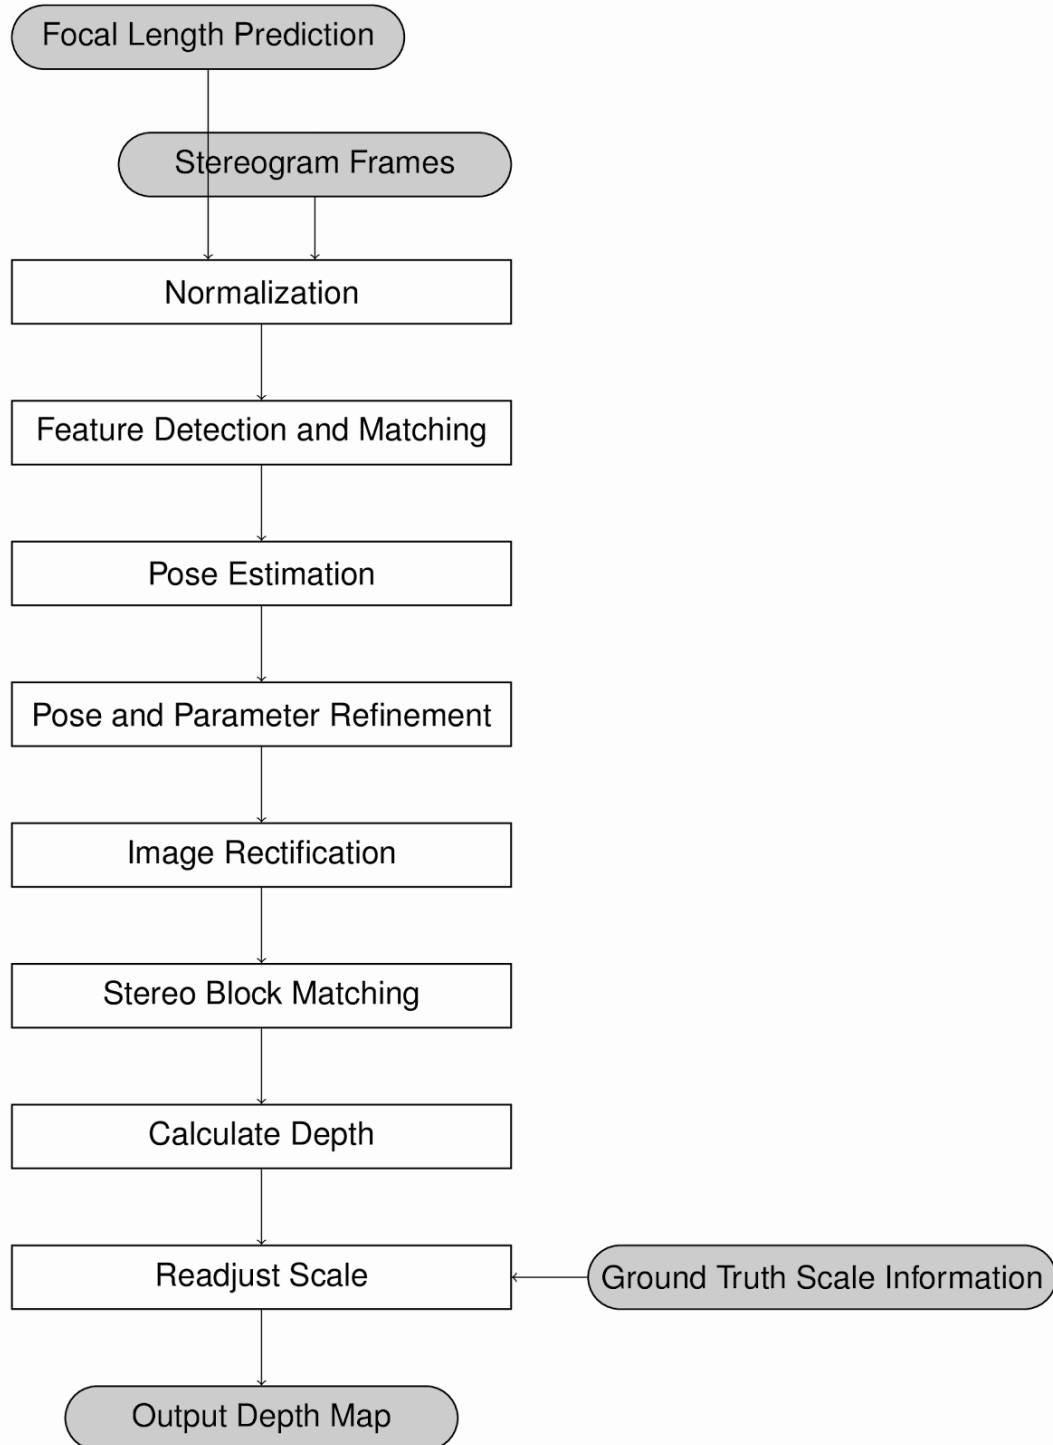 Focal Length Prediction
Stereogram Frames
Normalization
Feature Detection and Matching
Pose Estimation
Pose and Parameter Refinement
Image Rectification
Stereo Block Matching
Calculate Depth
Readjust Scale
Ground Truth Scale Information
Output Depth Map